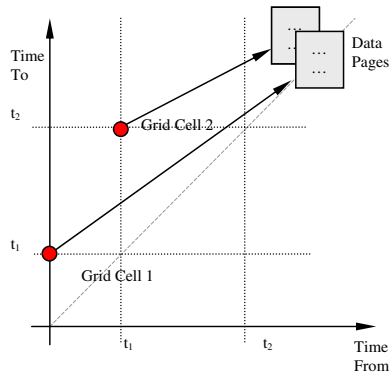 Time
To
...
...
...
...
Data
Pages
t2
Grid Cell 2
t1
Grid Cell 1
t1
t2
Time
From